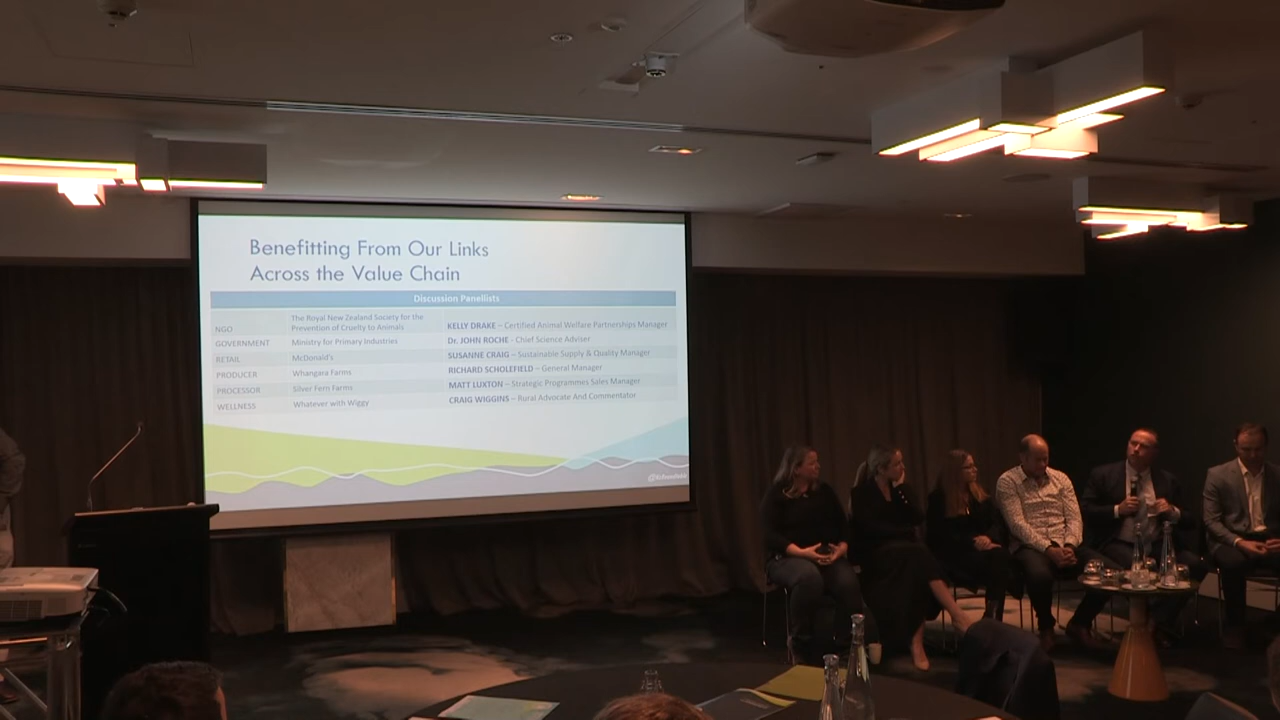 Benefitting From Our Links
Across the Value Chain
Discussion Panellists
NGO The Royal New Zealand Society for the Prevention of Cruelty to Animals KELLY DRAKE – Certified Animal Welfare Partnerships Manager
GOVERNMENT Ministry for Primary Industries Dr. JOHN ROCHE - Chief Science Adviser
RETAIL McDonald's SUSANNE CRAIG – Sustainable Supply & Quality Manager
PRODUCER Whangara Farms RICHARD SCHOLEFIELD – General Manager
PROCESSOR Silver Fern Farms MATT LUXTON – Strategic Programmes Sales Manager
WELLNESS Whatever with Wiggy CRAIG WIGGINS – Rural Advocate And Commentator